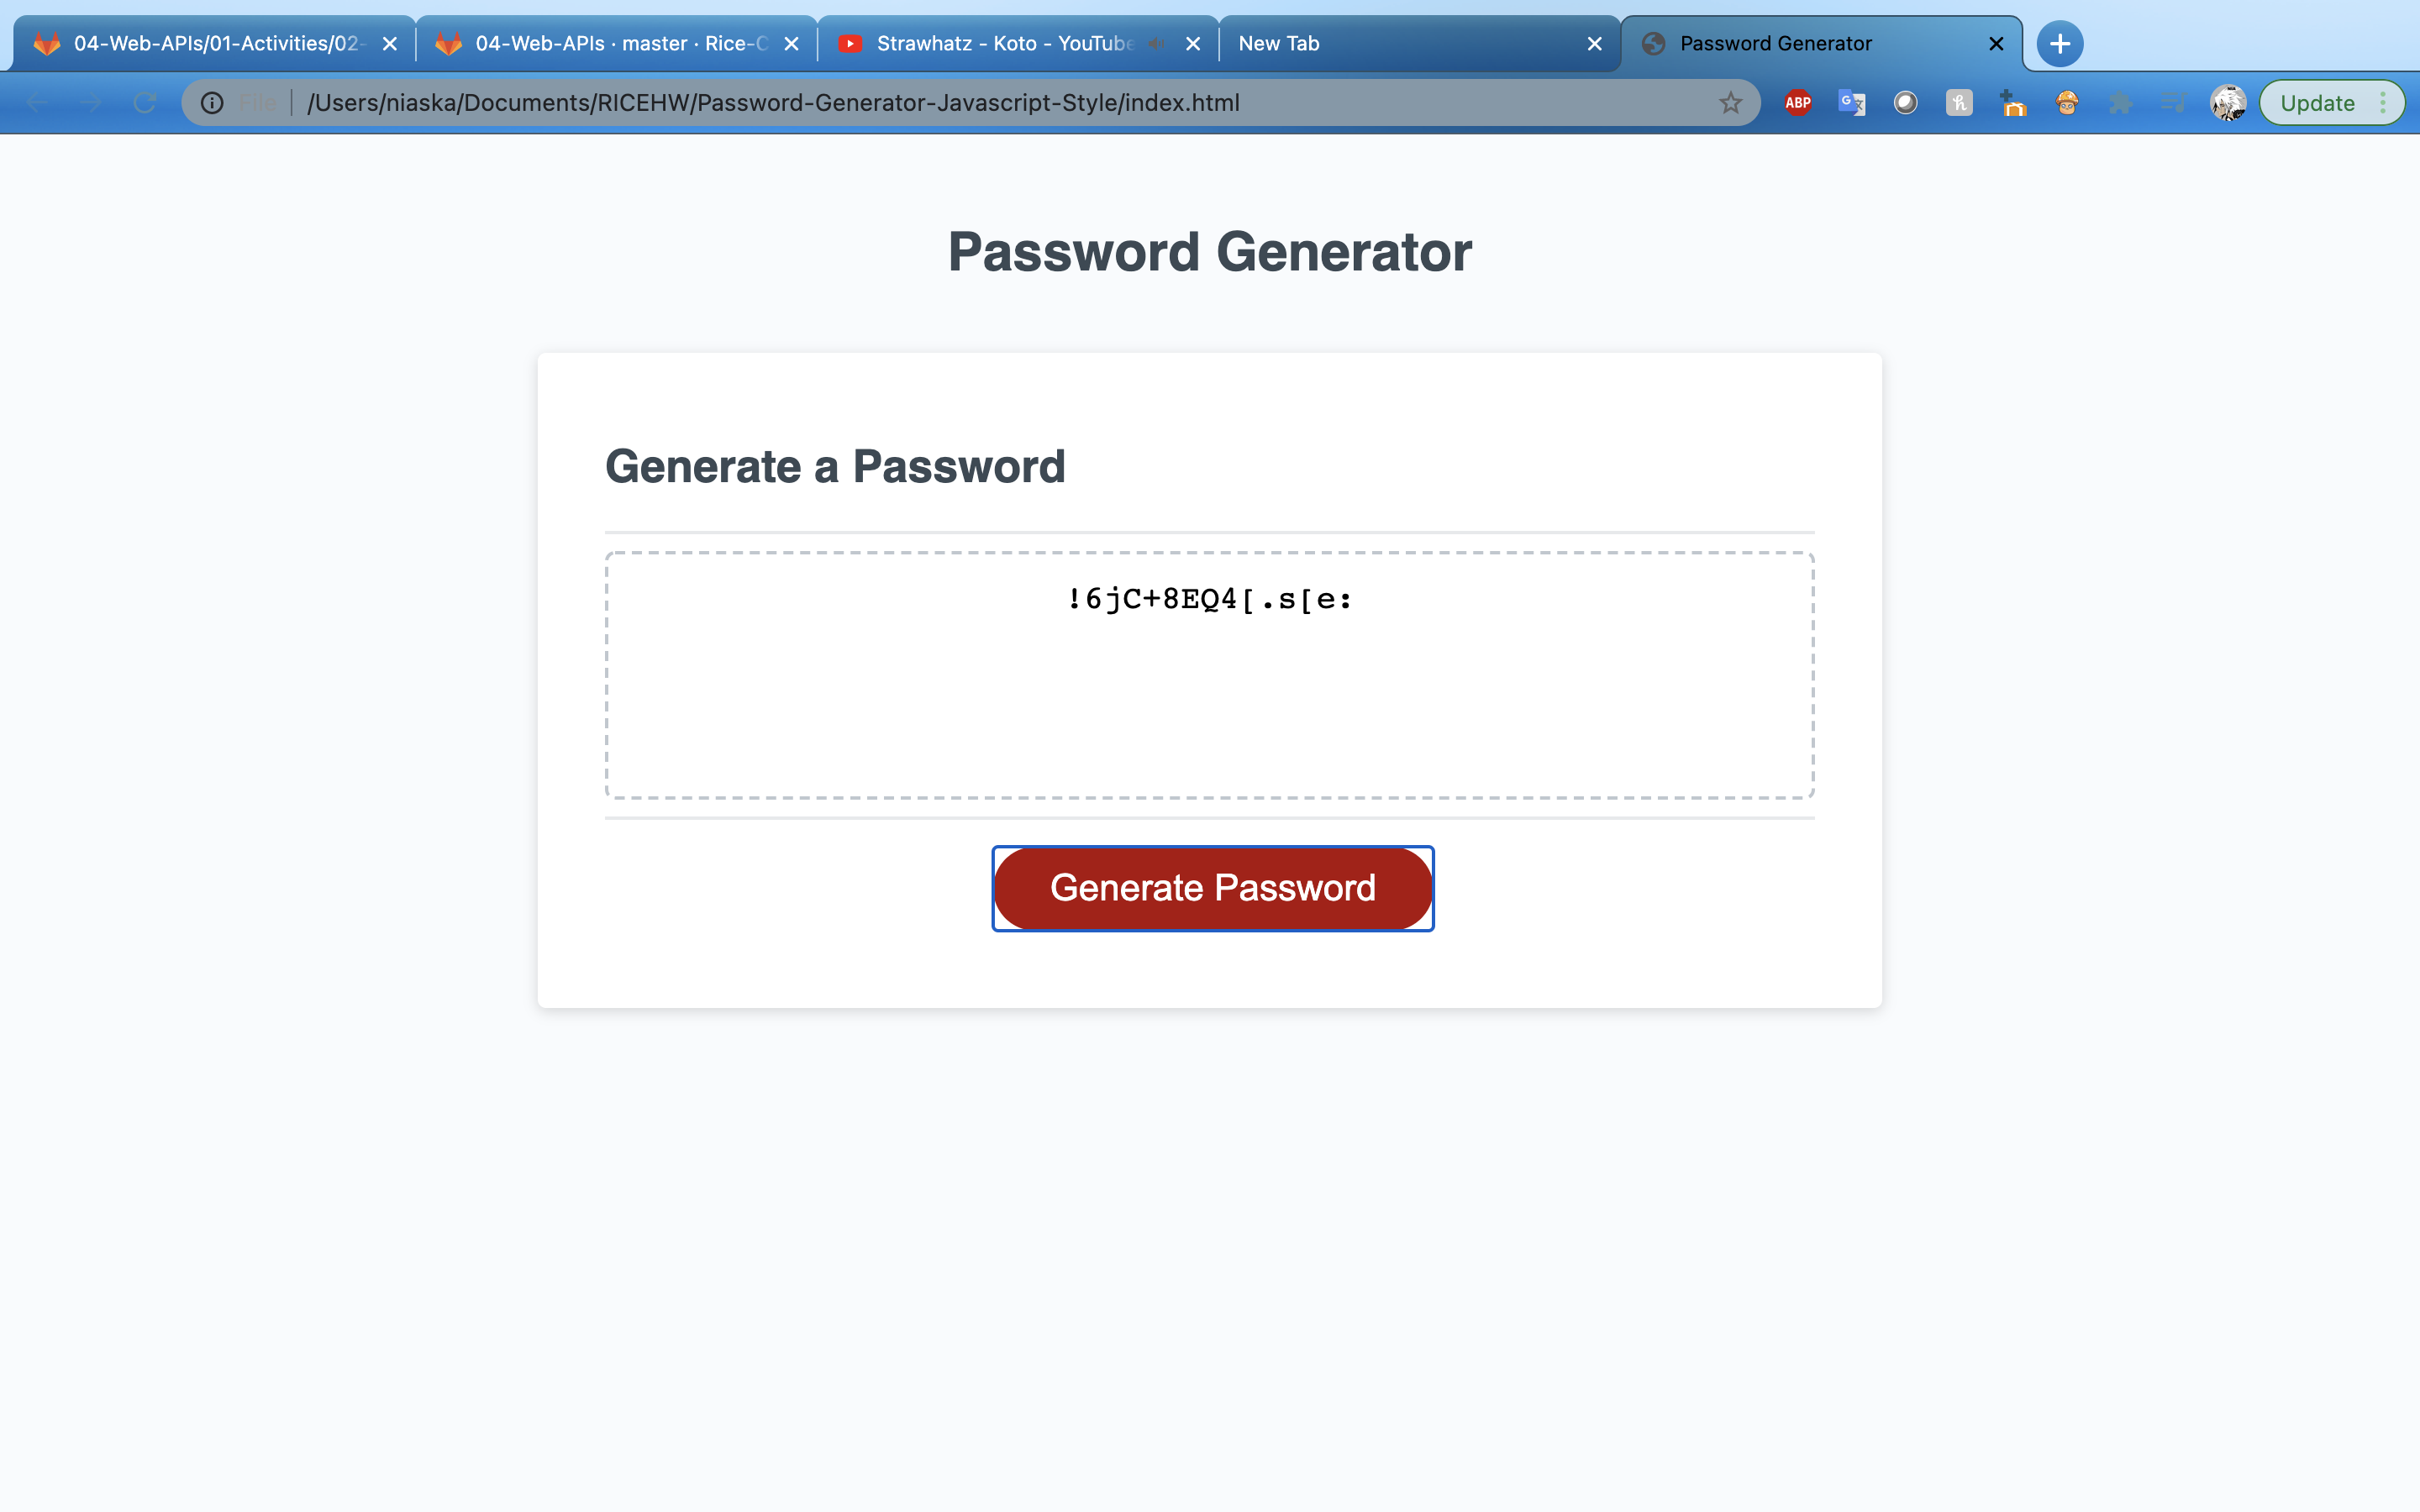 04-Web-APIs/01-Activities/02-
04-Web-APIs · master · Rice-C
Strawhatz - Koto - YouTube
New Tab
Password Generator
File
/Users/niaska/Documents/RICEHW/Password-Generator-Javascript-Style/index.html
ABP
Update
Password Generator
Generate a Password
!6jC+8EQ4[.s[e:
Generate Password